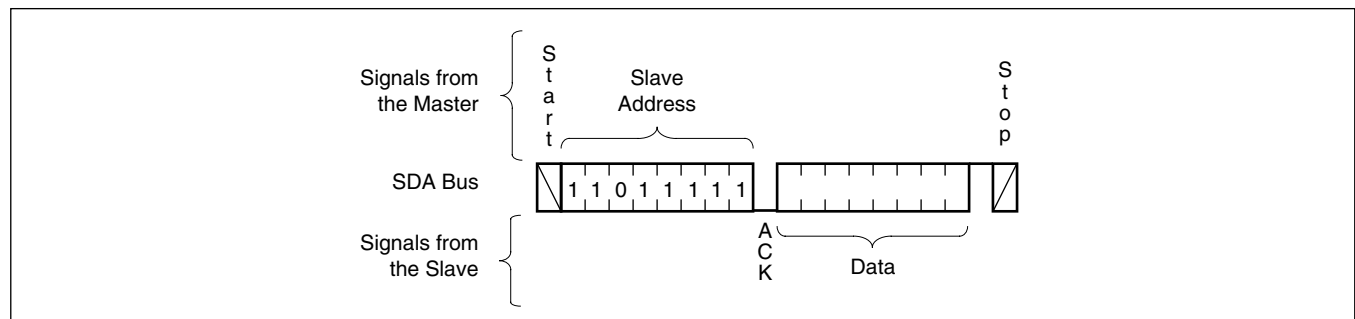 Signals from
the Master
Start
Slave
Address
Stop
SDA Bus
1 1 0 1 1 1 1 1
Signals from
the Slave
ACK
Data